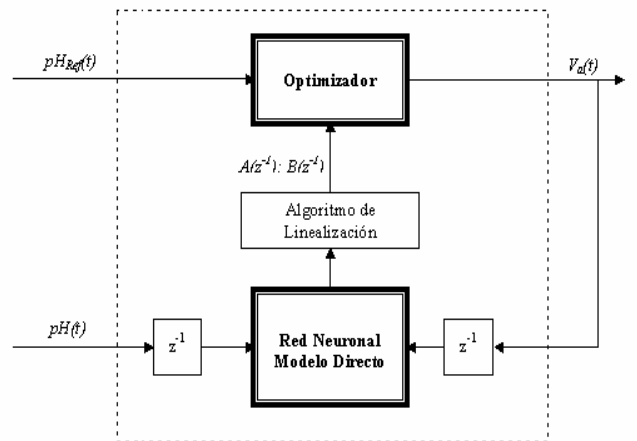 pH_Ref(t)
Optimizador
V_a(t)
A(z⁻¹): B(z⁻¹)
Algoritmo de
Linealización
pH(t)
z⁻¹
Red Neuronal
Modelo Directo
z⁻¹